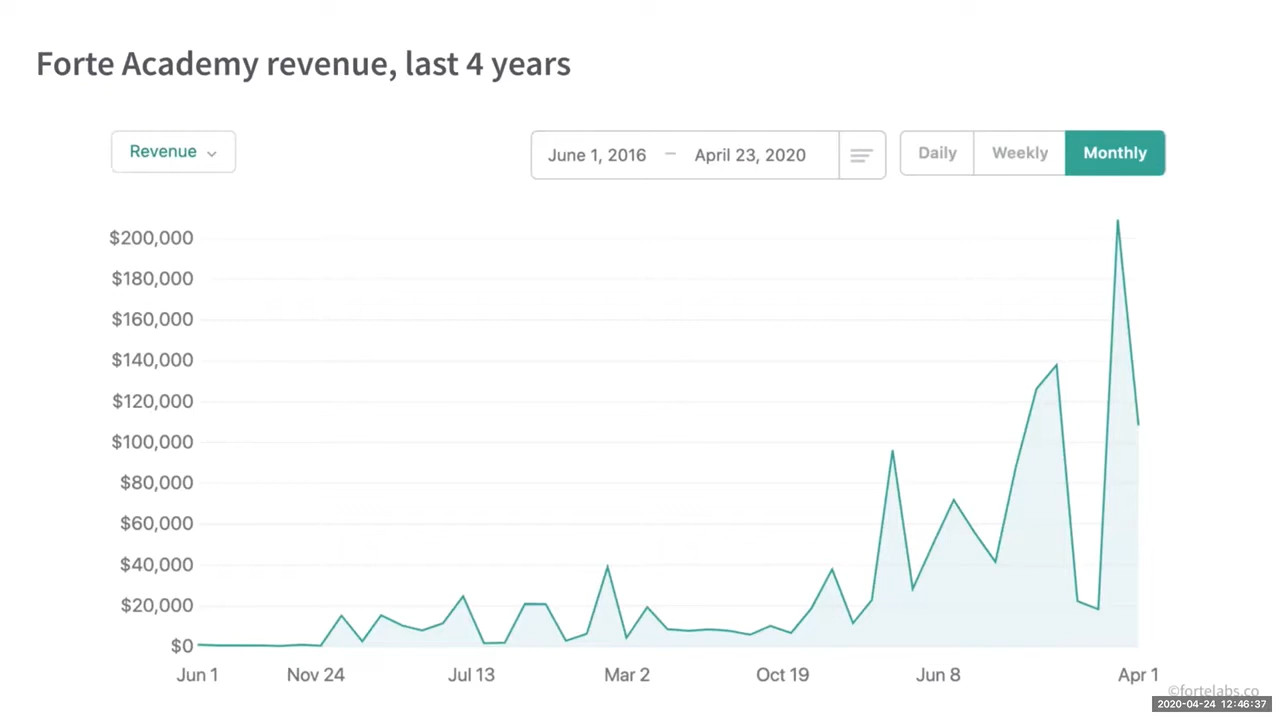 Forte Academy revenue, last 4 years
Revenue
June 1, 2016 – April 23, 2020
Daily Weekly Monthly
$200,000
$180,000
$160,000
$140,000
$120,000
$100,000
$80,000
$60,000
$40,000
$20,000
$0
Jun 1 Nov 24 Jul 13 Mar 2 Oct 19 Jun 8 Apr 1
©fortelabs.co
2020-04-24 12:46:37